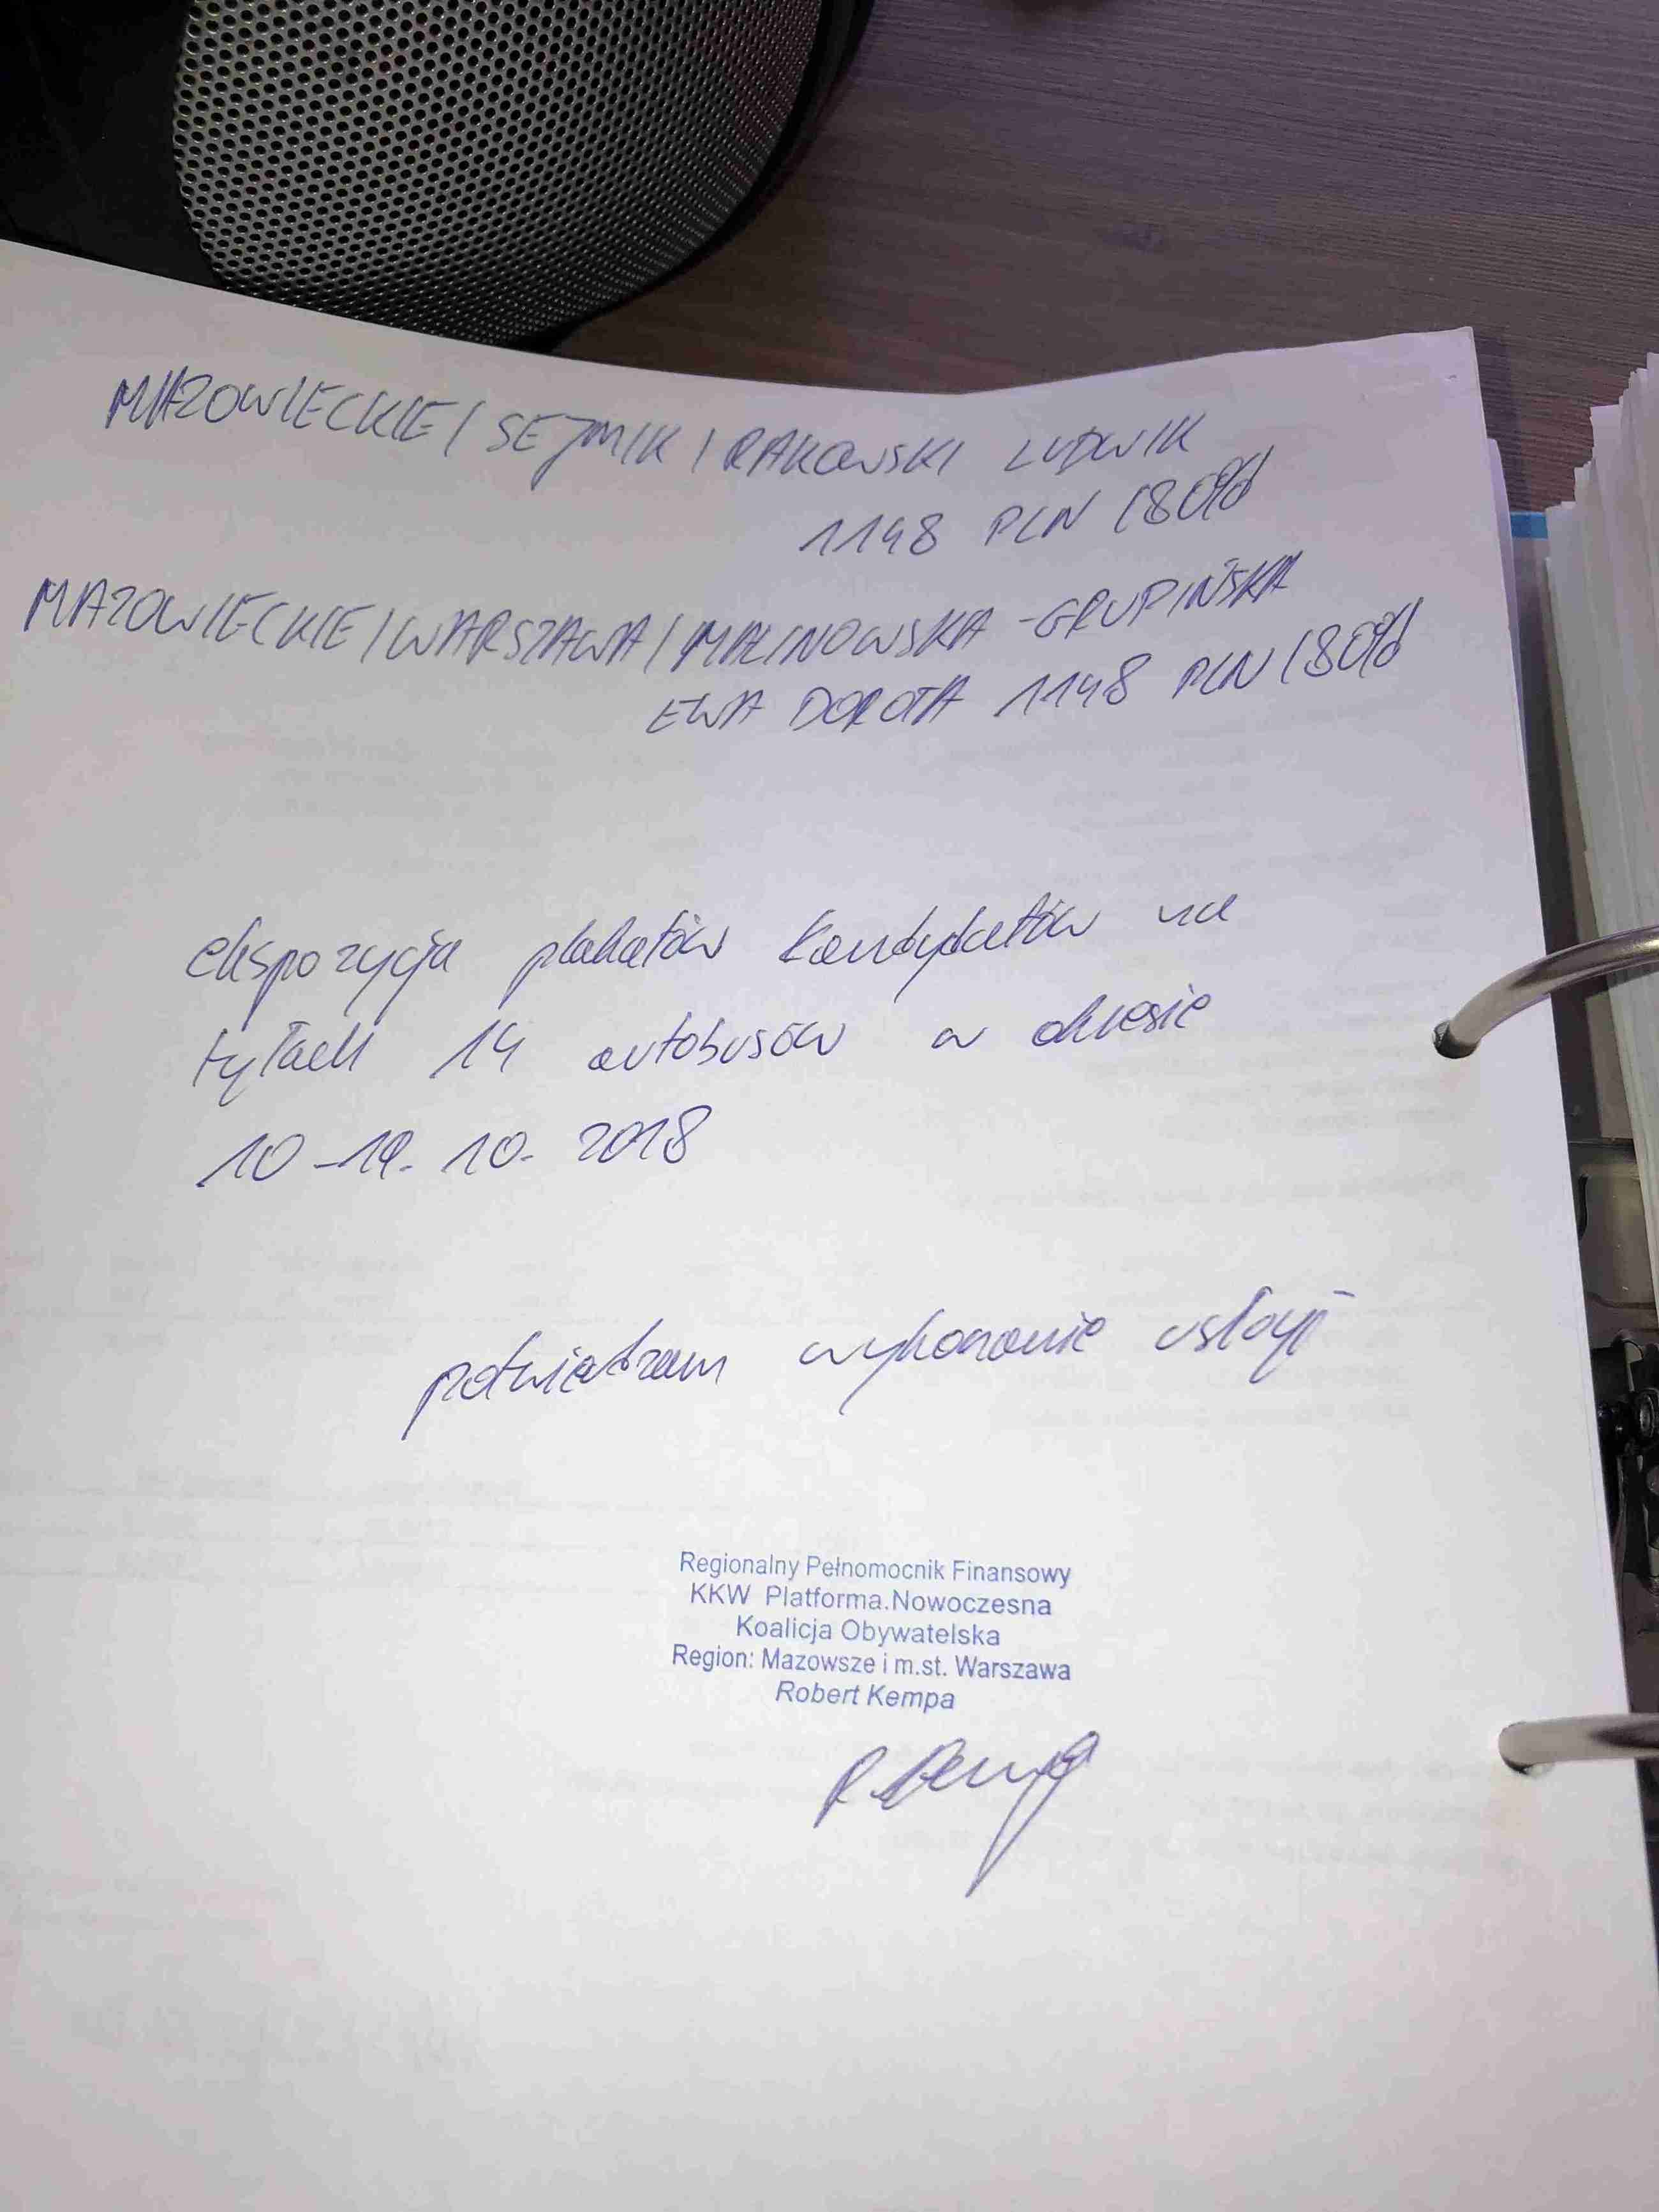 MAZOWIECKIE / SEJMIK / RAKOWSKI LUDWIK
1148 PLN (80%)
MAZOWIECKIE / WARSZAWA / MALINOWSKA-GRUPIŃSKA
EWA DOROTA 1148 PLN (80%)
ekspozycja plakatów kandydatów na
tyłach 14 autobusów w okresie
10-19.10.2018
potwierdzam wykonanie usługi
Regionalny Pełnomocnik Finansowy
KKW Platforma.Nowoczesna
Koalicja Obywatelska
Region: Mazowsze i m.st. Warszawa
Robert Kempa
R. Kempa